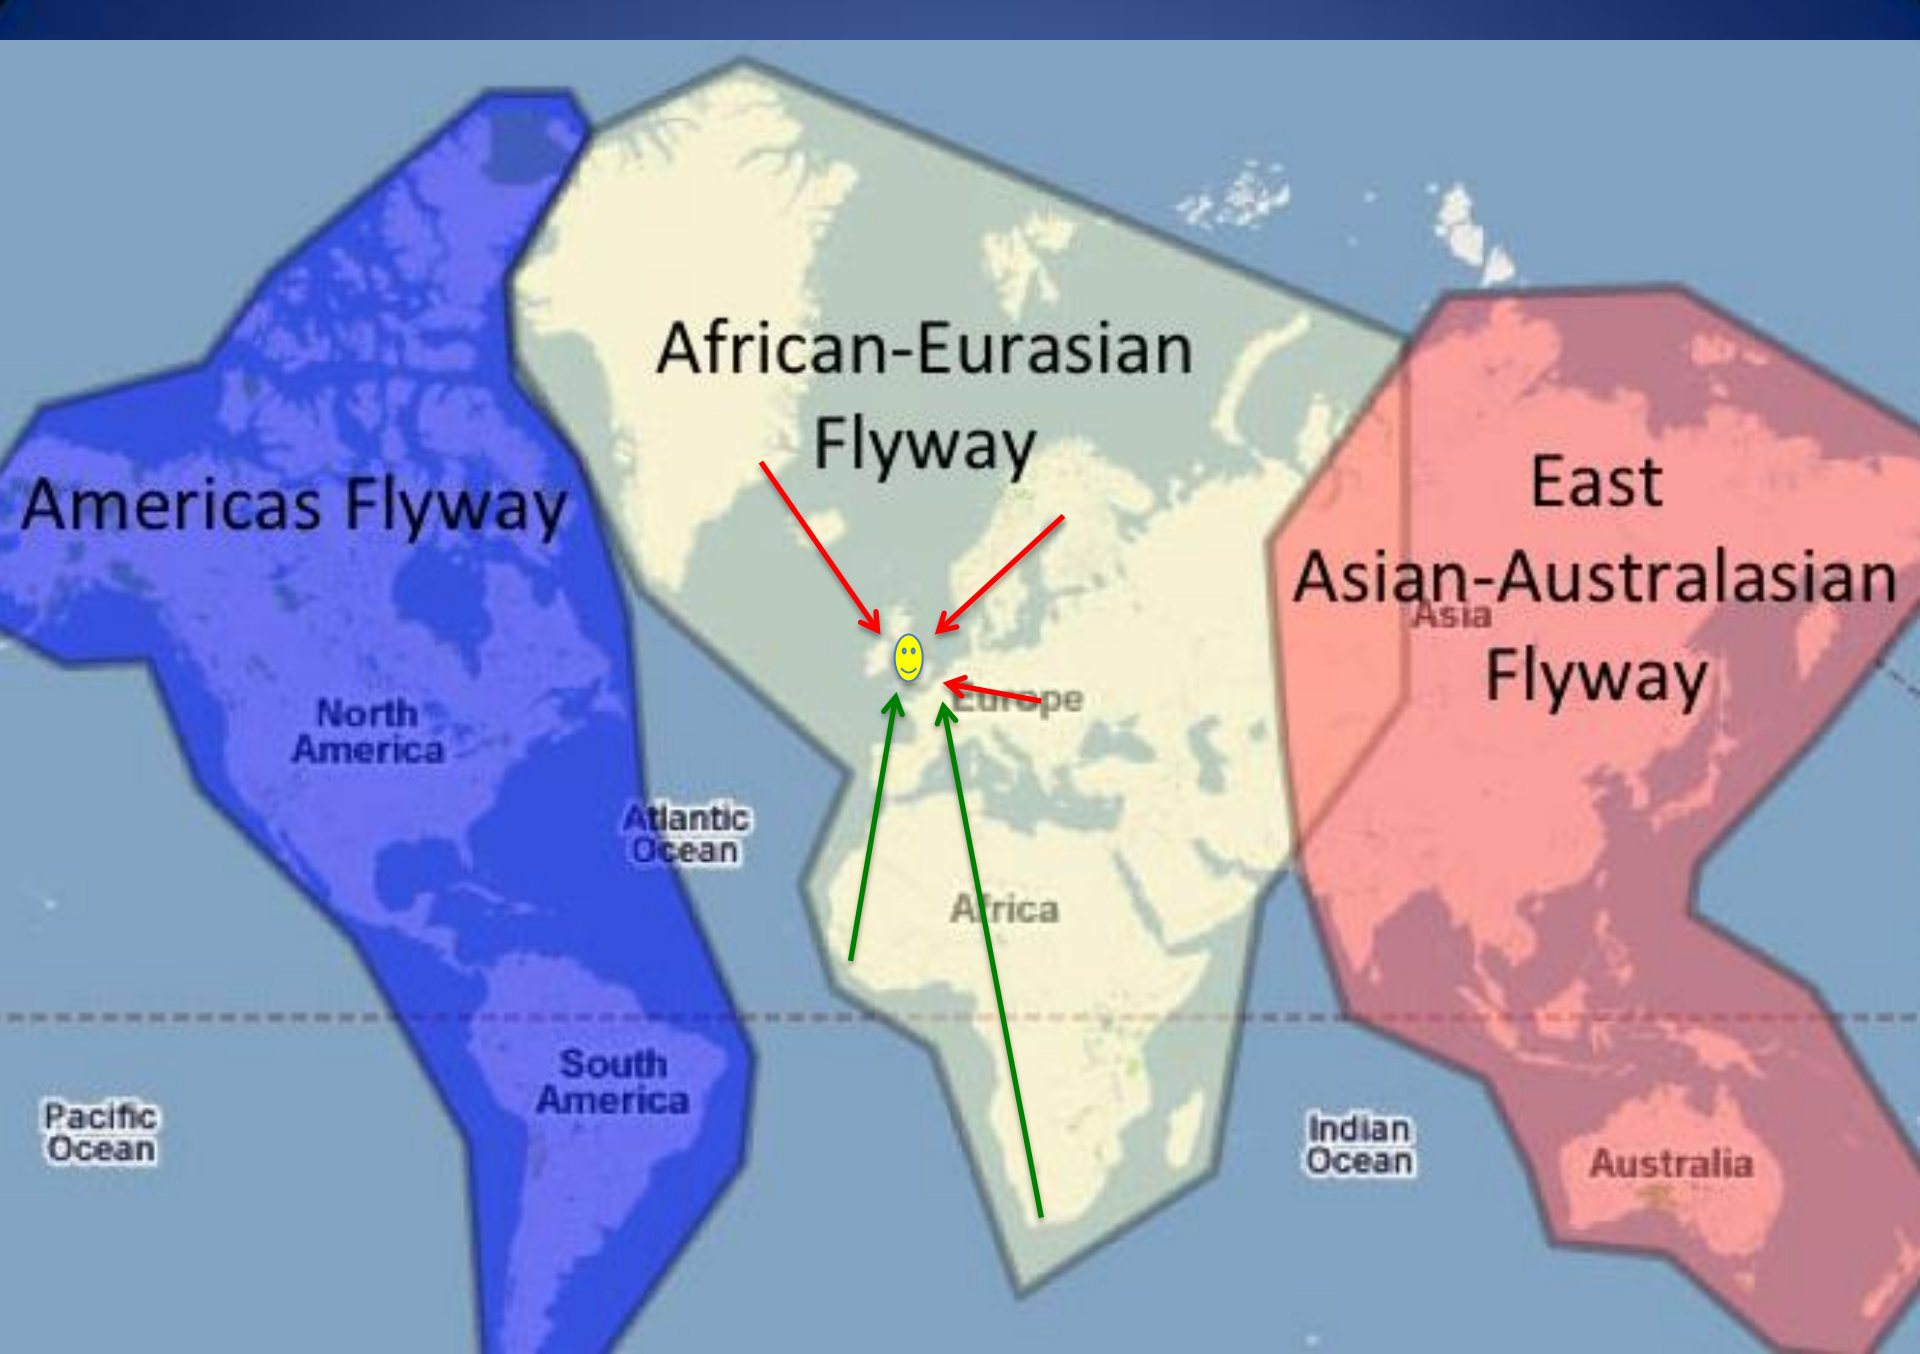 African-Eurasian
Flyway
Americas Flyway
East
Asian-Australasian
Flyway
Asia
Europe
North
America
Atlantic
Ocean
Africa
South
America
Pacific
Ocean
Indian
Ocean
Australia